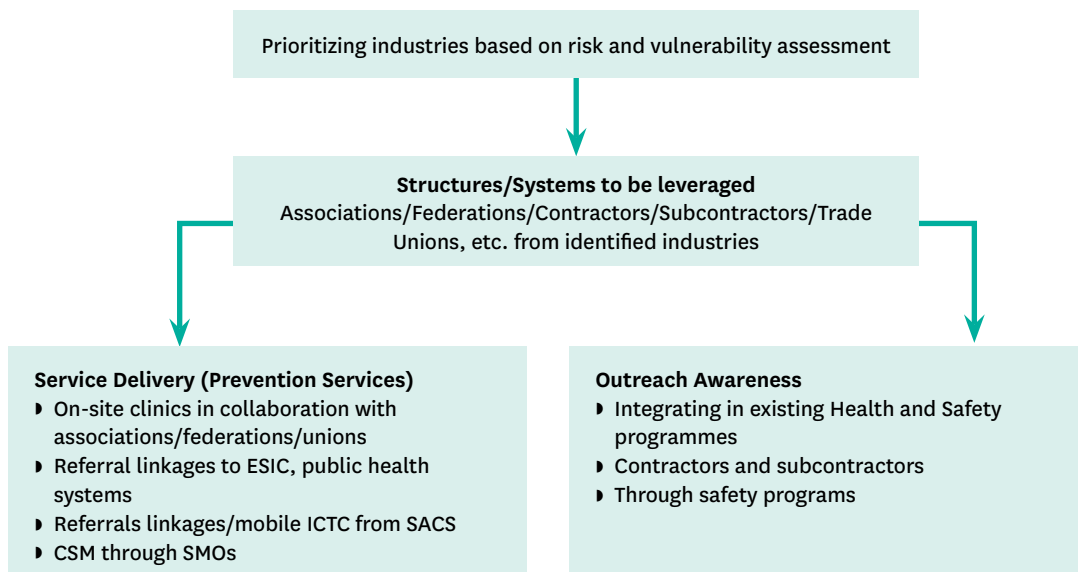 Prioritizing industries based on risk and vulnerability assessment
Structures/Systems to be leveraged
Associations/Federations/Contractors/Subcontractors/Trade
Unions, etc. from identified industries
Service Delivery (Prevention Services)
◗ On-site clinics in collaboration with
associations/federations/unions
◗ Referral linkages to ESIC, public health
systems
◗ Referrals linkages/mobile ICTC from SACS
◗ CSM through SMOs
Outreach Awareness
◗ Integrating in existing Health and Safety
programmes
◗ Contractors and subcontractors
◗ Through safety programs